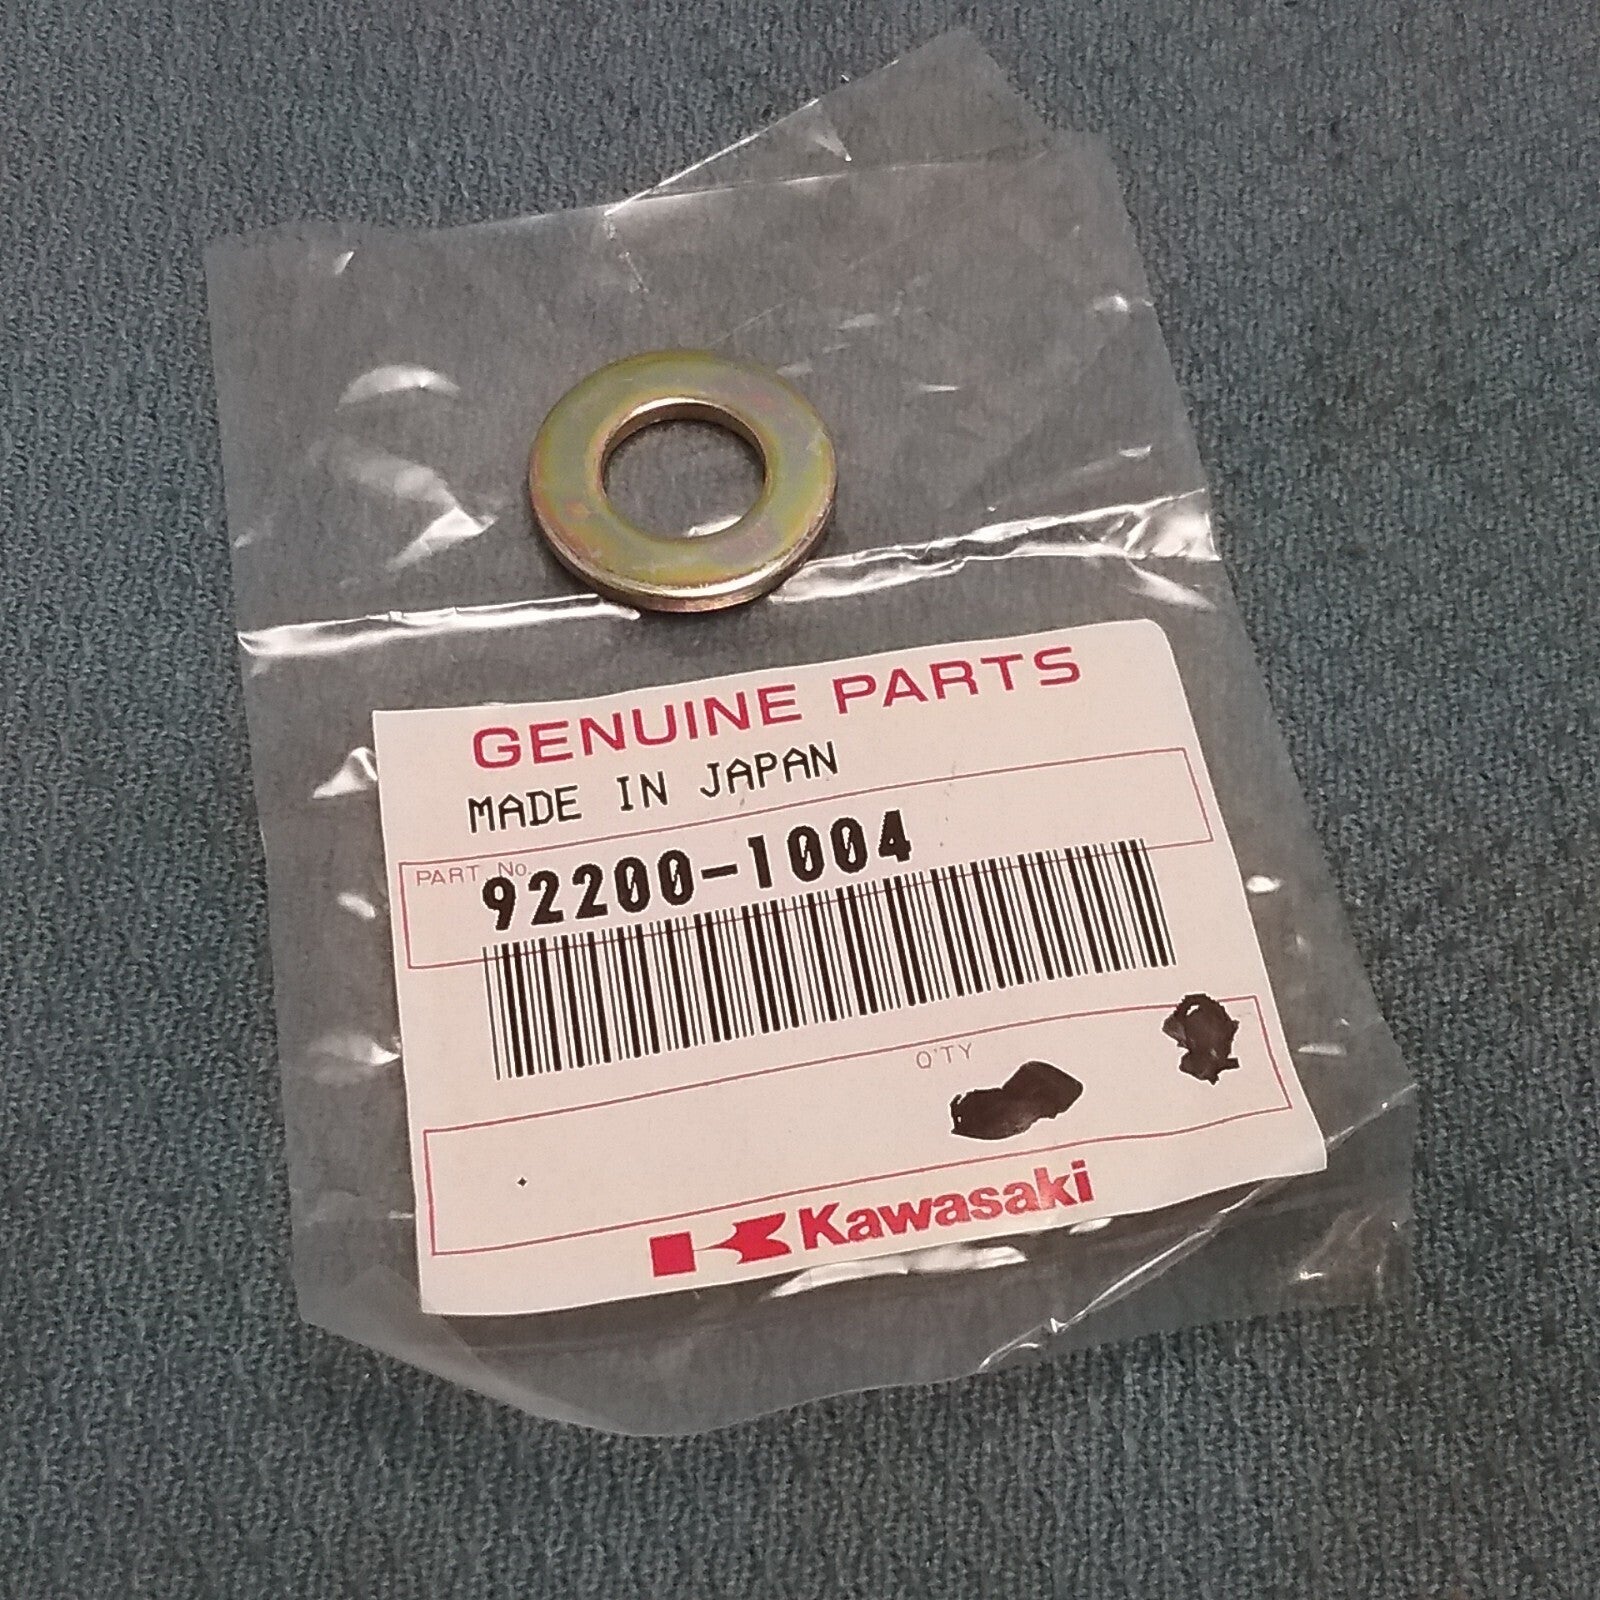 GENUINE PARTS
MADE IN JAPAN
PART No.
92200-1004
Q'TY
Kawasaki